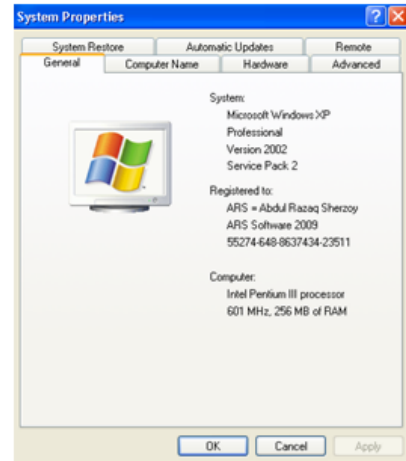 System Properties
System Restore Automatic Updates Remote
General Computer Name Hardware Advanced
System:
Microsoft Windows XP
Professional
Version 2002
Service Pack 2
Registered to:
ARS = Abdul Razaq Sherzoy
ARS Software 2009
55274-648-8637434-23511
Computer:
Intel Pentium III processor
601 MHz, 256 MB of RAM
OK Cancel Apply